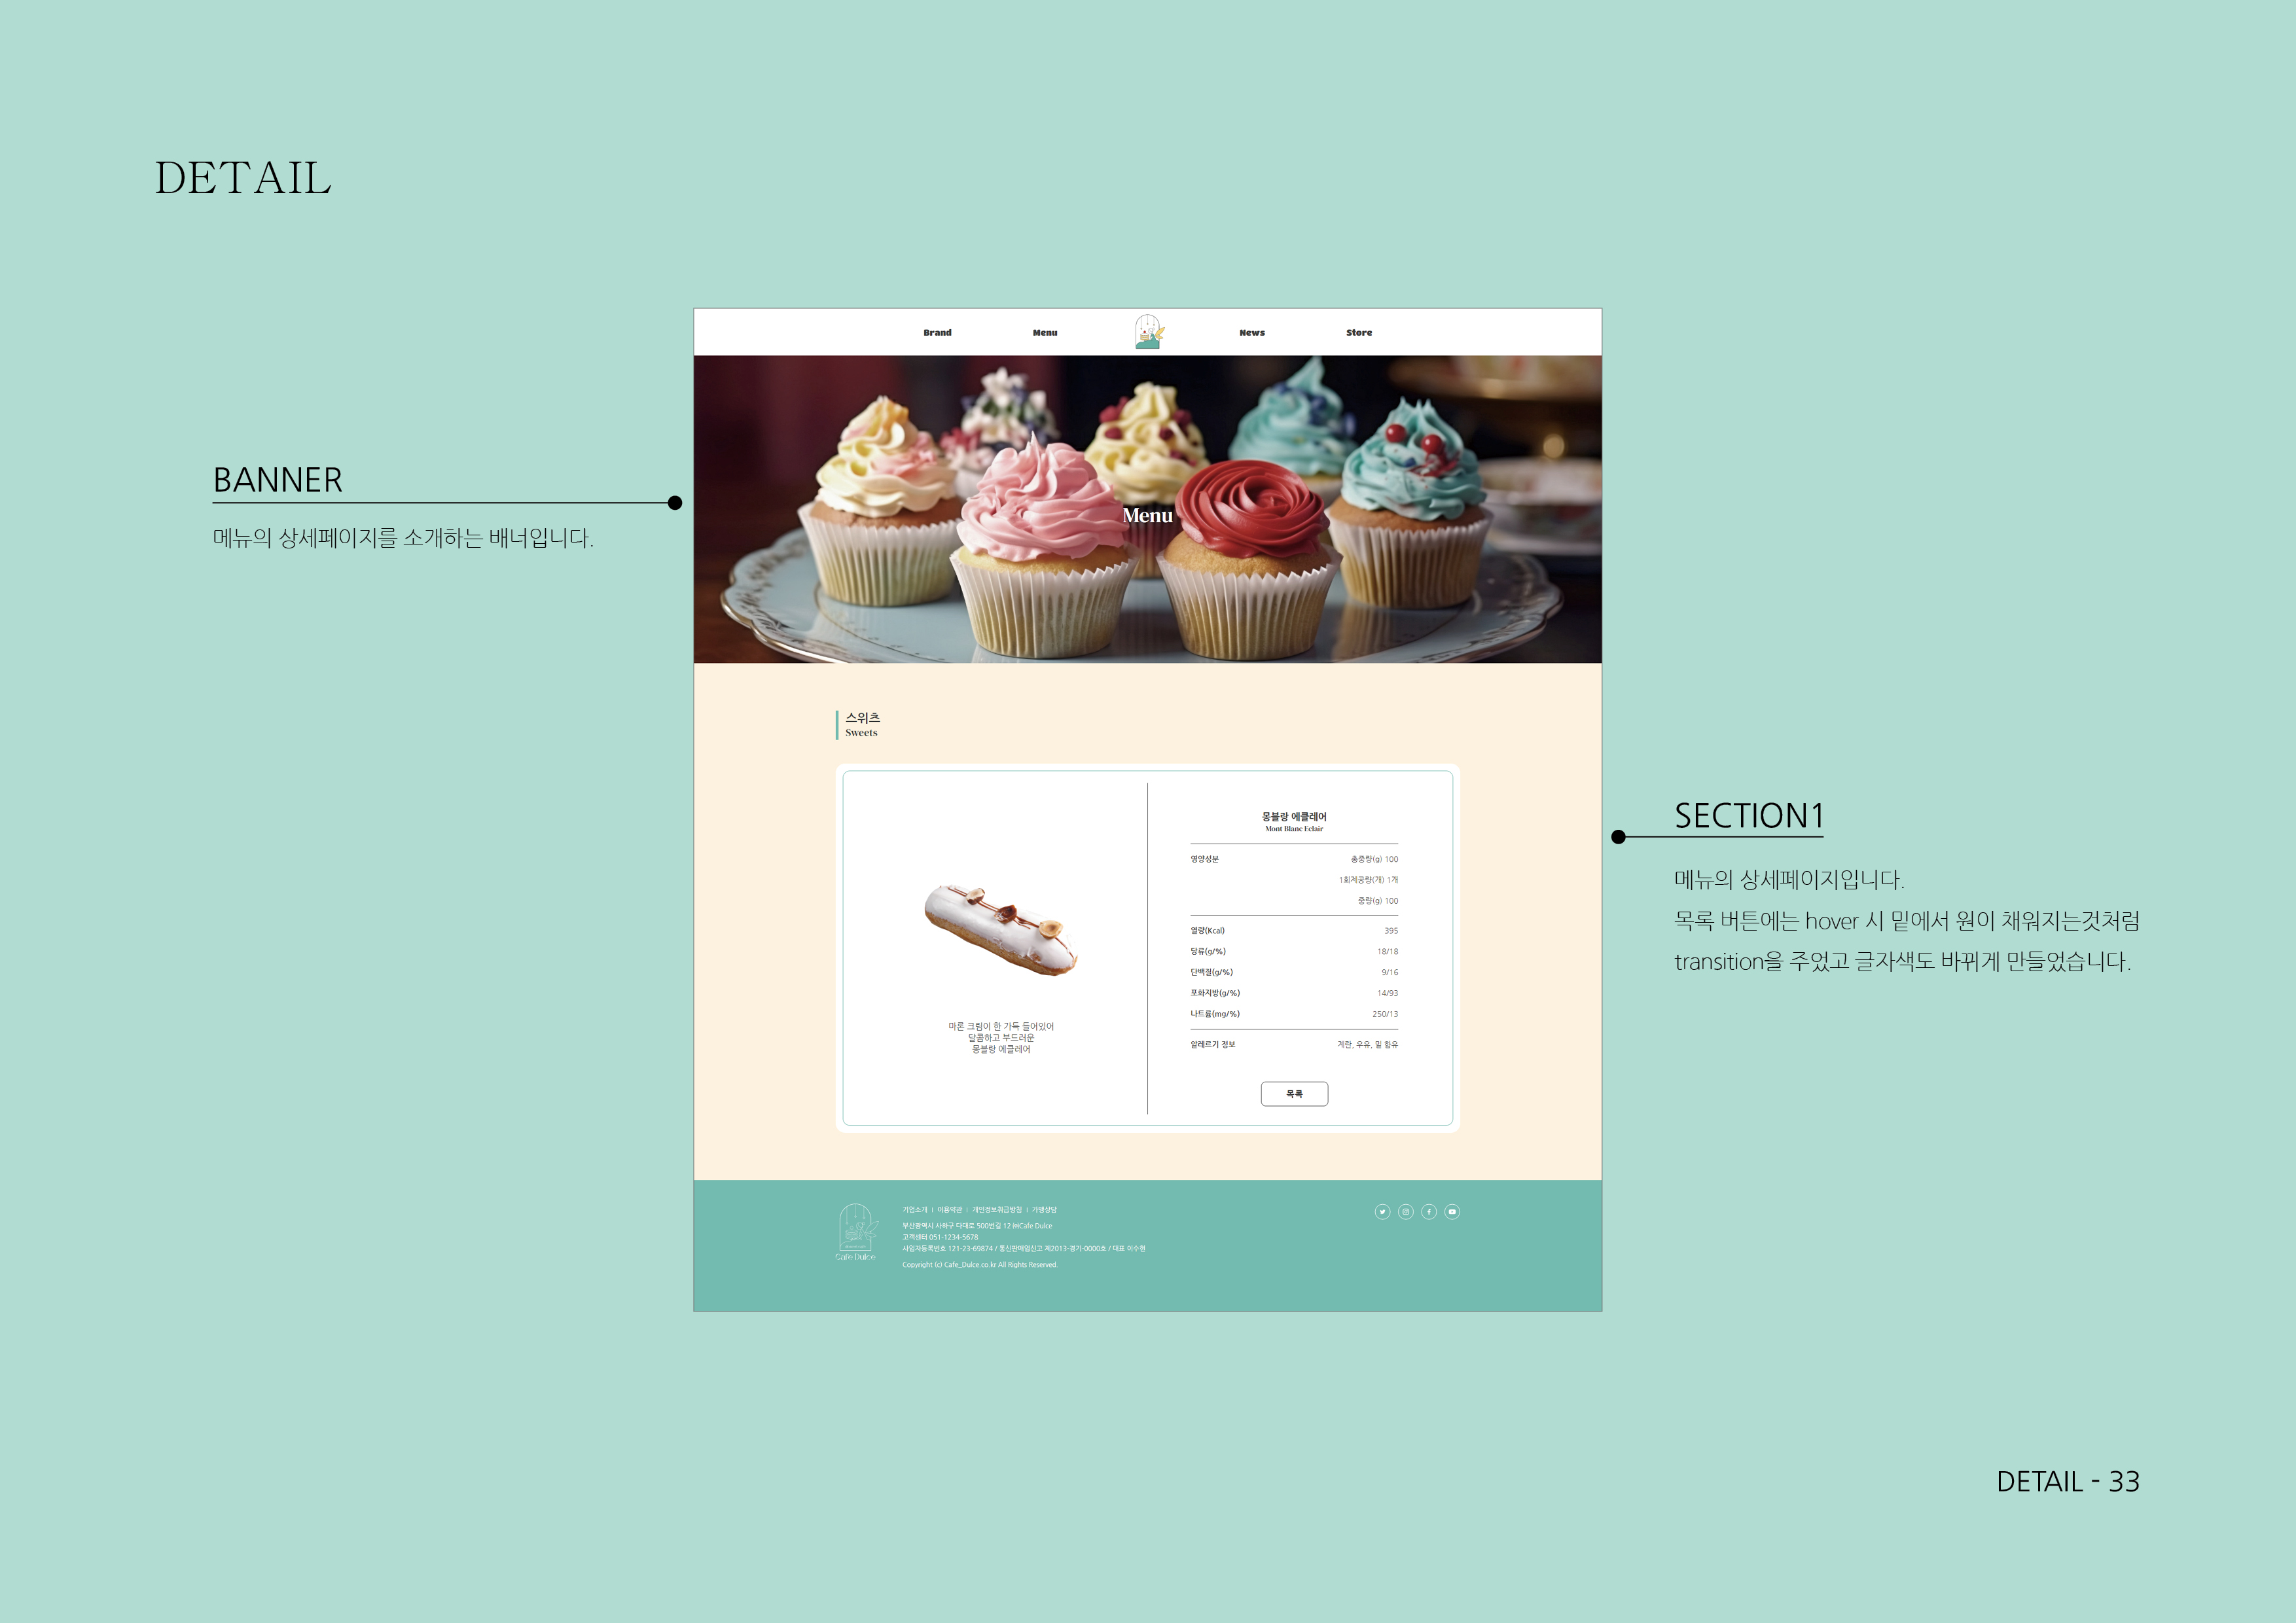 DETAIL
BANNER
메뉴의 상세페이지를 소개하는 배너입니다.
Brand
Menu
News
Store
Menu
스위츠
Sweets
마론 크림이 한 가득 들어있어
달콤하고 부드러운
몽블랑 에클레어
몽블랑 에클레어
Mont Blanc Eclair
영양성분 총중량(g) 100
1회제공량(개) 1개
중량(g) 100
열량(Kcal) 395
당류(g/%) 18/18
단백질(g/%) 9/16
포화지방(g/%) 14/93
나트륨(mg/%) 250/13
알레르기 정보 계란, 우유, 밀 함유
목록
SECTION1
메뉴의 상세페이지입니다.
목록 버튼에는 hover 시 밑에서 원이 채워지는것처럼
transition을 주었고 글자색도 바뀌게 만들었습니다.
Cafe Dulce
기업소개 | 이용약관 | 개인정보취급방침 | 가맹상담
부산광역시 사하구 다대로 500번길 12 ㈜Cafe Dulce
고객센터 051-1234-5678
사업자등록번호 121-23-69874 / 통신판매업신고 제2013-경기-0000호 / 대표 이수현
Copyright (c) Cafe_Dulce.co.kr All Rights Reserved.
DETAIL - 33